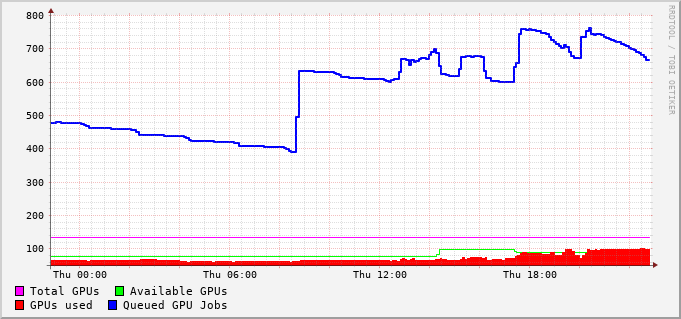 800
700
600
500
400
300
200
100
Thu 00:00 Thu 06:00 Thu 12:00 Thu 18:00
Total GPUs Available GPUs
GPUs used Queued GPU Jobs
RRDTOOL / TOBI OETIKER